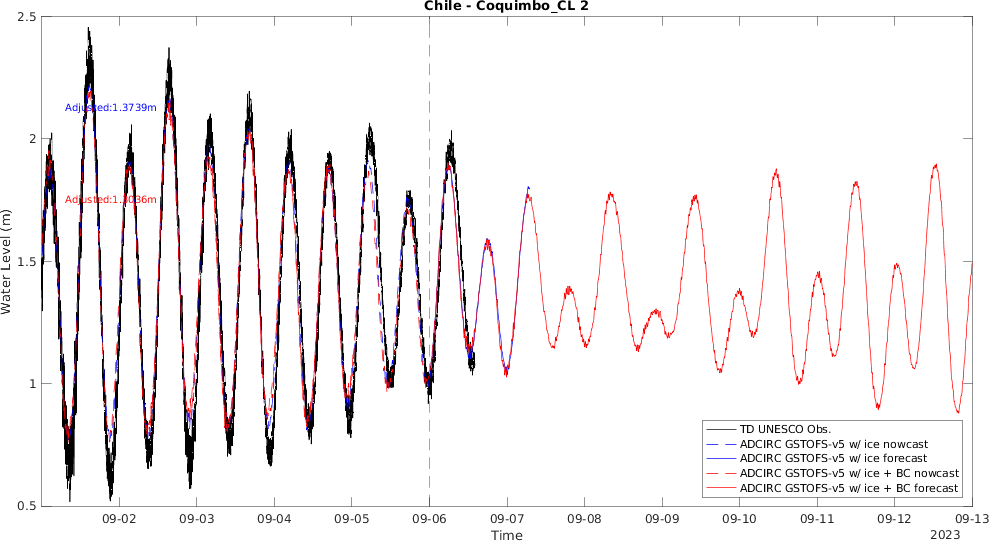 Chile - Coquimbo_CL 2
2.5
2
1.5
1
0.5
Water Level (m)
Adjusted:1.3739m
Adjusted:1.3036m
TD UNESCO Obs.
ADCIRC GSTOFS-v5 w/ ice nowcast
ADCIRC GSTOFS-v5 w/ ice forecast
ADCIRC GSTOFS-v5 w/ ice + BC nowcast
ADCIRC GSTOFS-v5 w/ ice + BC forecast
09-02 09-03 09-04 09-05 09-06 09-07 09-08 09-09 09-10 09-11 09-12 09-13
Time
2023